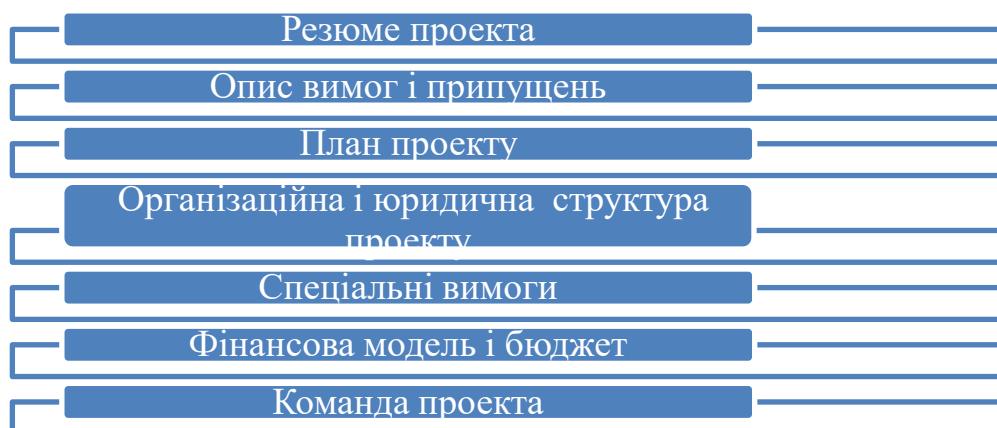 Резюме проекта
Опис вимог і припущень
План проекту
Організаційна і юридична структура
проекту
Спеціальні вимоги
Фінансова модель і бюджет
Команда проекта